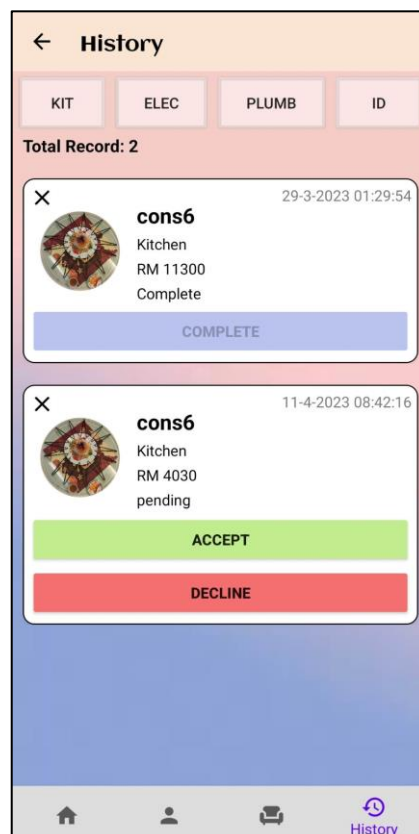 History
KIT ELEC PLUMB ID
Total Record: 2
29-3-2023 01:29:54
cons6
Kitchen
RM 11300
Complete
COMPLETE
11-4-2023 08:42:16
cons6
Kitchen
RM 4030
pending
ACCEPT
DECLINE
History